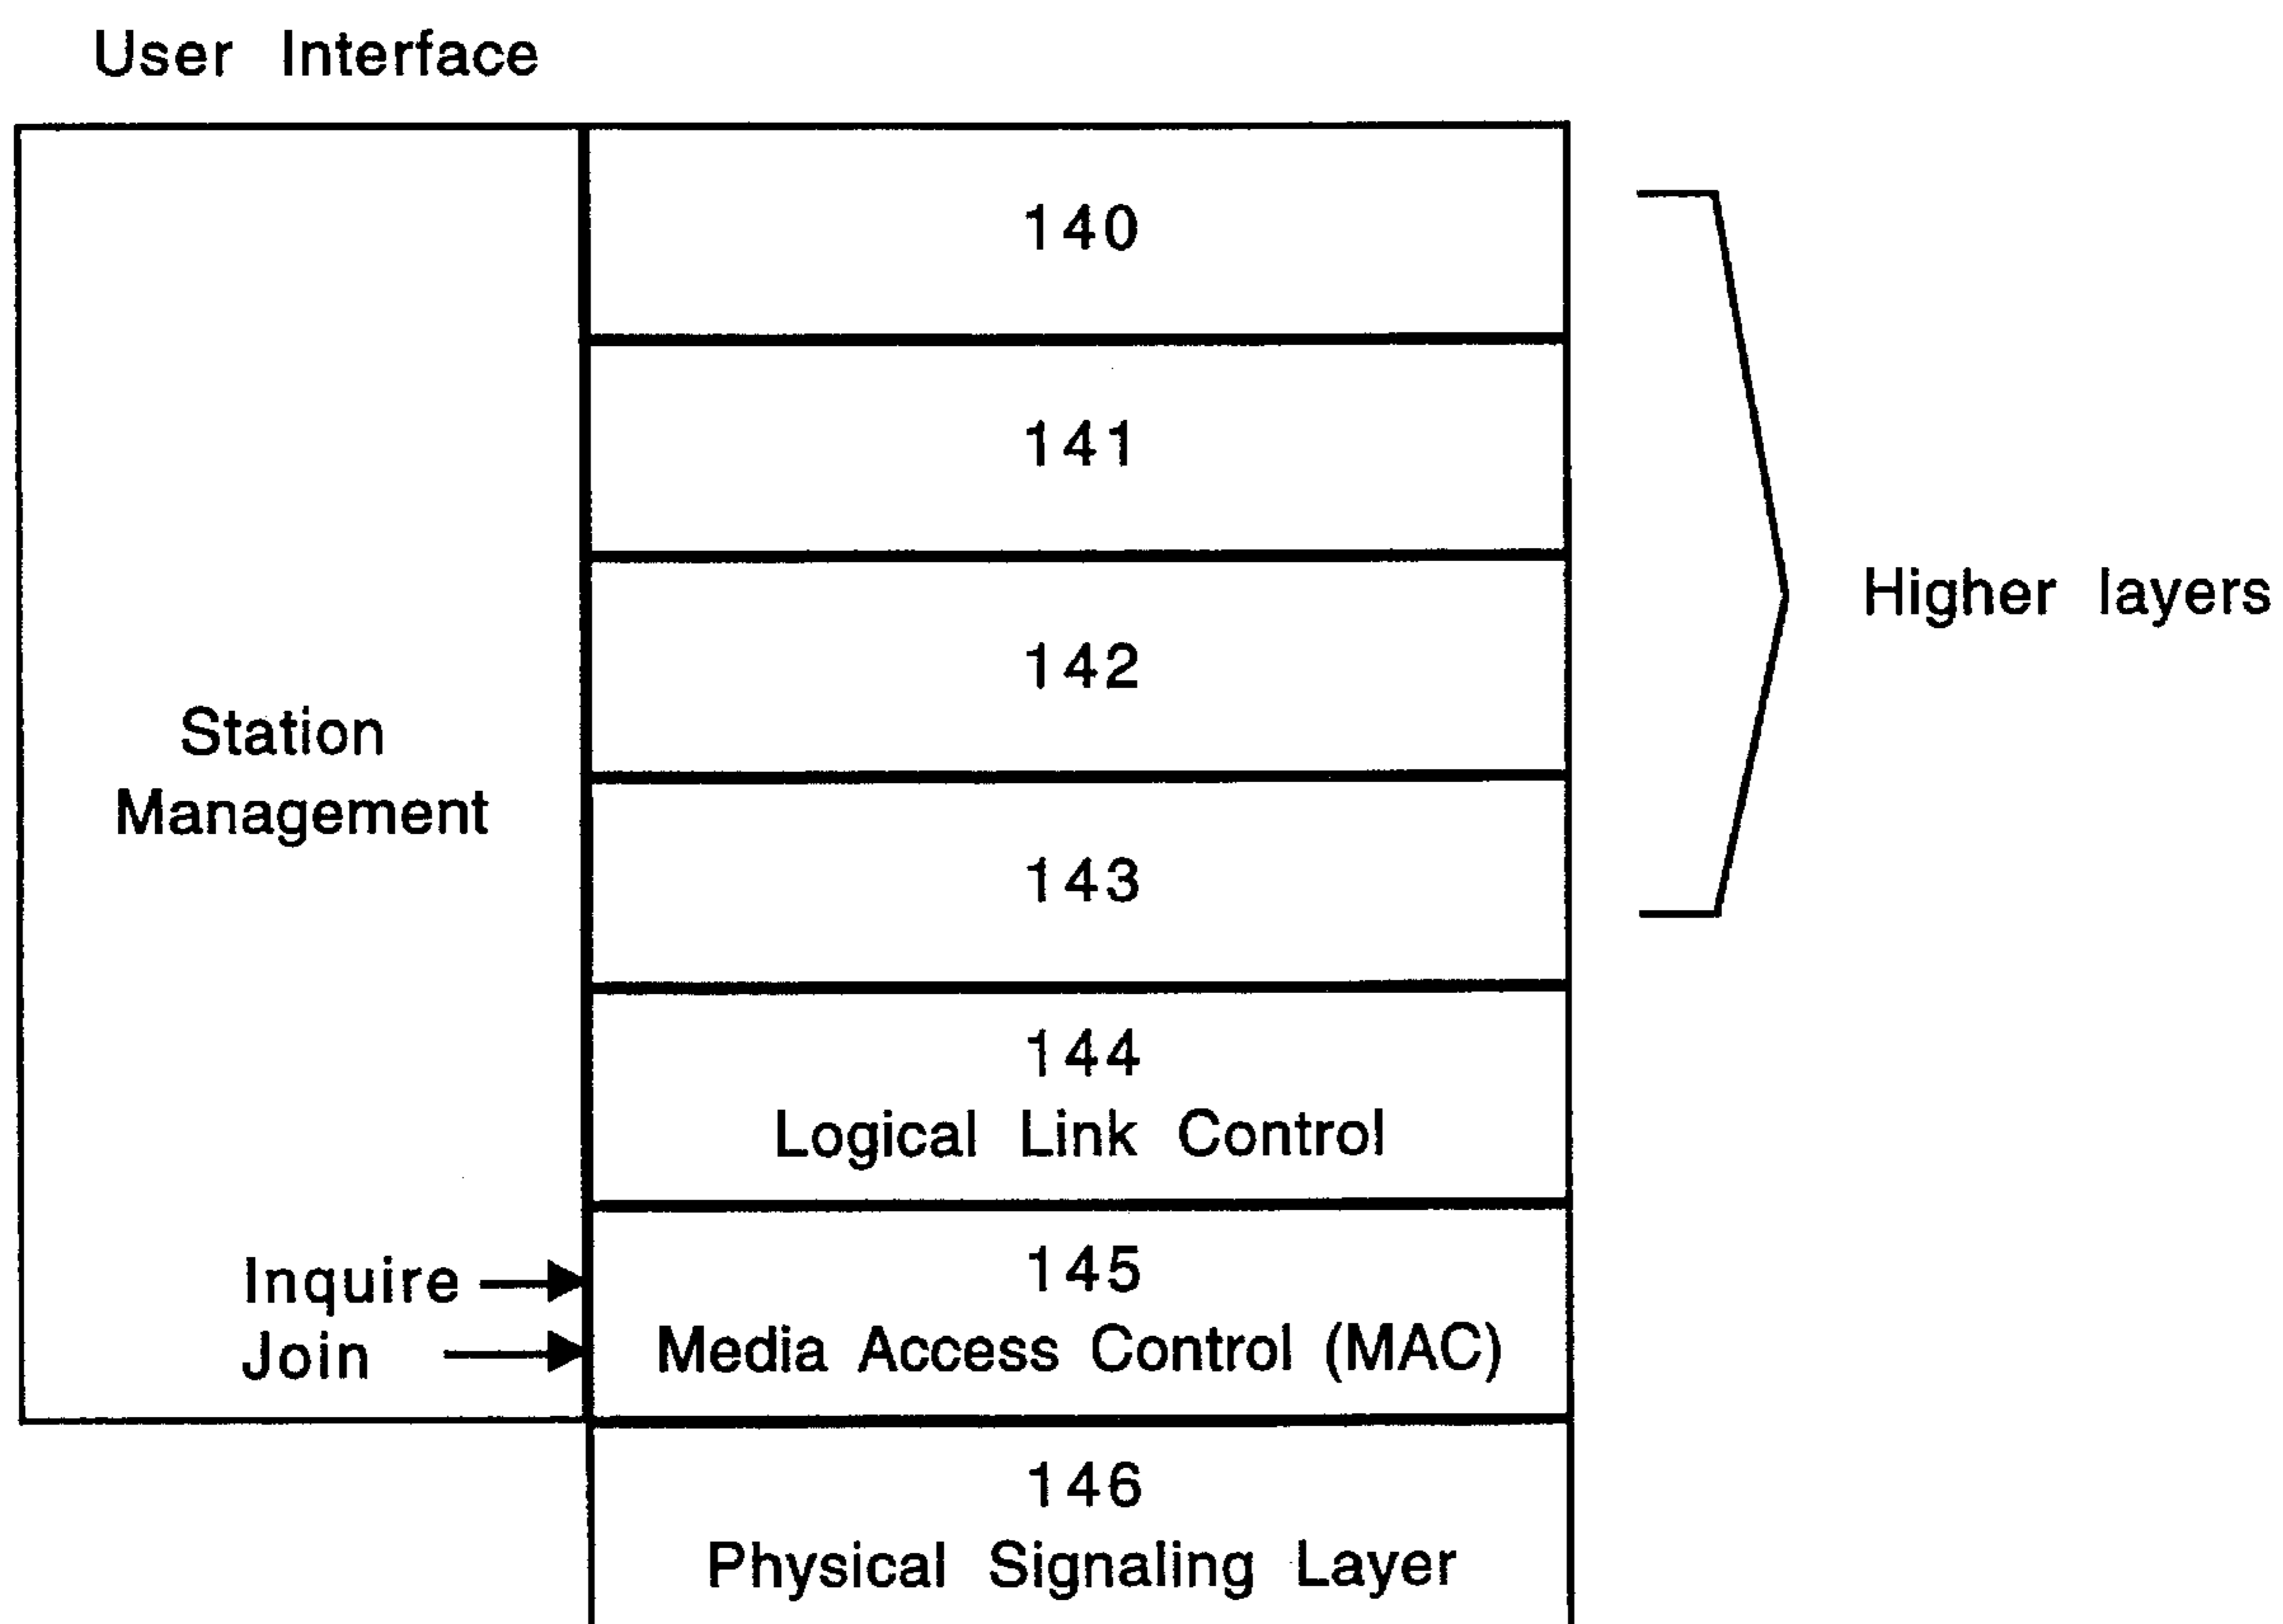 User Interface
140
141
142
143
Higher layers
Station
Management
144
Logical Link Control
Inquire
Join
145
Media Access Control (MAC)
146
Physical Signaling Layer